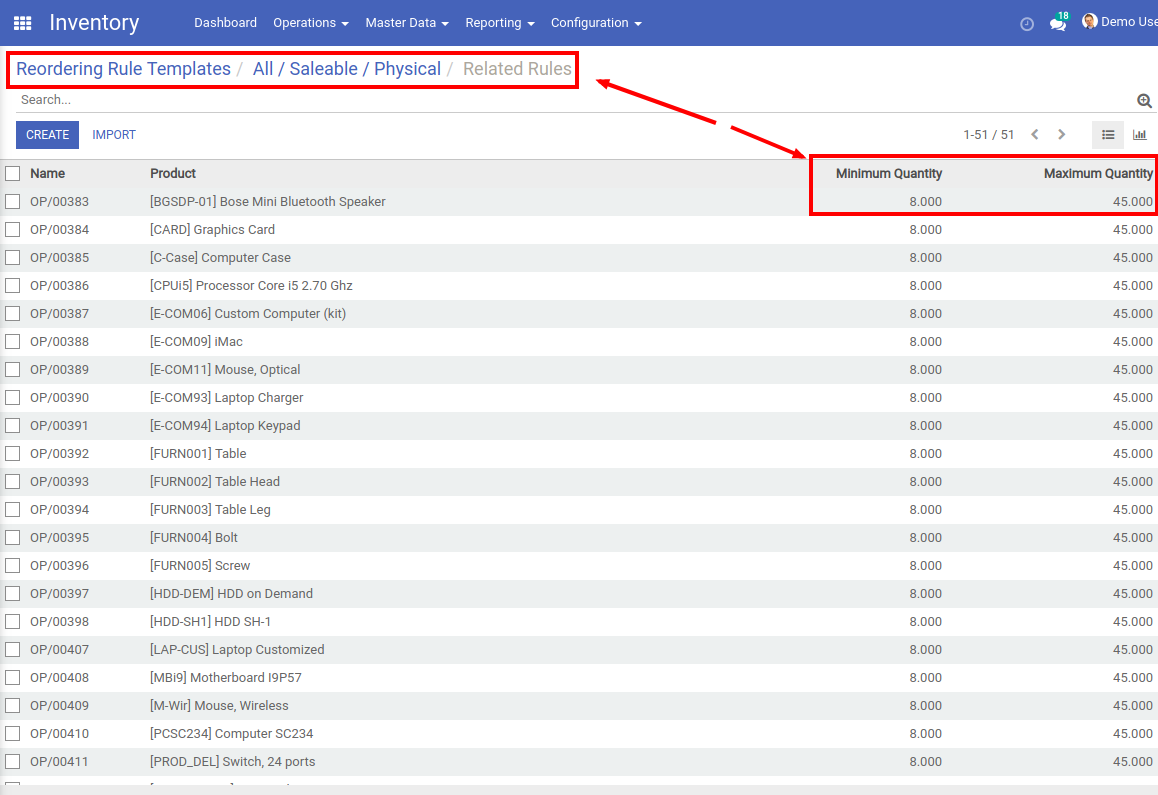 Inventory Dashboard Operations Master Data Reporting Configuration 18 Demo Use
Reordering Rule Templates / All / Saleable / Physical / Related Rules
Search...
CREATE IMPORT 1-51 / 51
Name Product Minimum Quantity Maximum Quantity
OP/00383 [BGSDP-01] Bose Mini Bluetooth Speaker 8.000 45.000
OP/00384 [CARD] Graphics Card 8.000 45.000
OP/00385 [C-Case] Computer Case 8.000 45.000
OP/00386 [CPUi5] Processor Core i5 2.70 Ghz 8.000 45.000
OP/00387 [E-COM06] Custom Computer (kit) 8.000 45.000
OP/00388 [E-COM09] iMac 8.000 45.000
OP/00389 [E-COM11] Mouse, Optical 8.000 45.000
OP/00390 [E-COM93] Laptop Charger 8.000 45.000
OP/00391 [E-COM94] Laptop Keypad 8.000 45.000
OP/00392 [FURN001] Table 8.000 45.000
OP/00393 [FURN002] Table Head 8.000 45.000
OP/00394 [FURN003] Table Leg 8.000 45.000
OP/00395 [FURN004] Bolt 8.000 45.000
OP/00396 [FURN005] Screw 8.000 45.000
OP/00397 [HDD-DEM] HDD on Demand 8.000 45.000
OP/00398 [HDD-SH1] HDD SH-1 8.000 45.000
OP/00407 [LAP-CUS] Laptop Customized 8.000 45.000
OP/00408 [MBi9] Motherboard I9P57 8.000 45.000
OP/00409 [M-Wir] Mouse, Wireless 8.000 45.000
OP/00410 [PCSC234] Computer SC234 8.000 45.000
OP/00411 [PROD_DEL] Switch, 24 ports 8.000 45.000